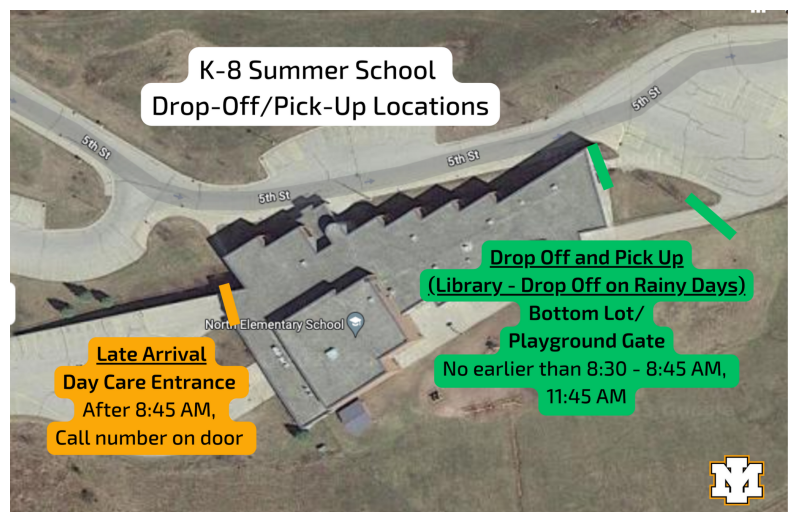 K-8 Summer School
Drop-Off/Pick-Up Locations
5th St
5th St
5th St
5th St
Drop Off and Pick Up
(Library - Drop Off on Rainy Days)
Bottom Lot/
Playground Gate
No earlier than 8:30 - 8:45 AM,
11:45 AM
North Elementary School
Late Arrival
Day Care Entrance
After 8:45 AM,
Call number on door